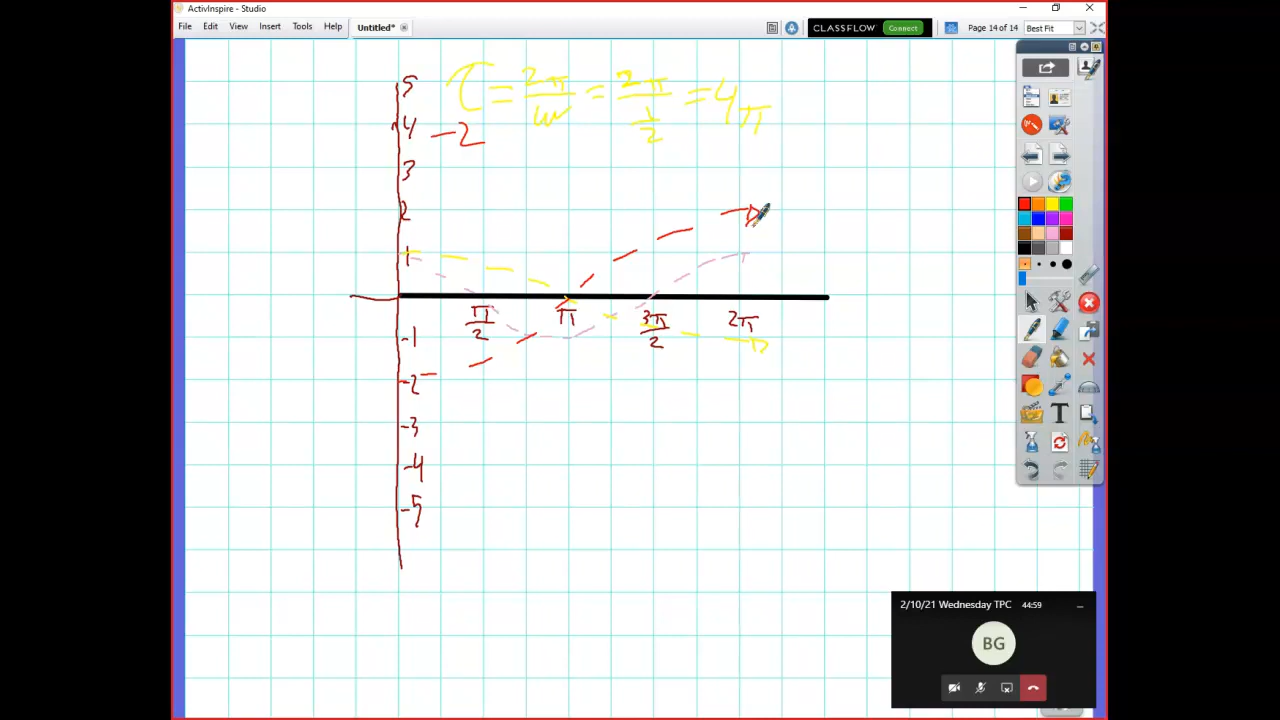 ActivInspire - Studio
File Edit View Insert Tools Help Untitled* CLASSFLOW Connect Page 14 of 14 Best Fit
5
τ = 2π/ω = 2π/(1/2) = 4π
4 -2
3
2
1
π/2 π 3π/2 2π
-1
-2
-3
-4
-5
T
2/10/21 Wednesday TPC 44:59
BG